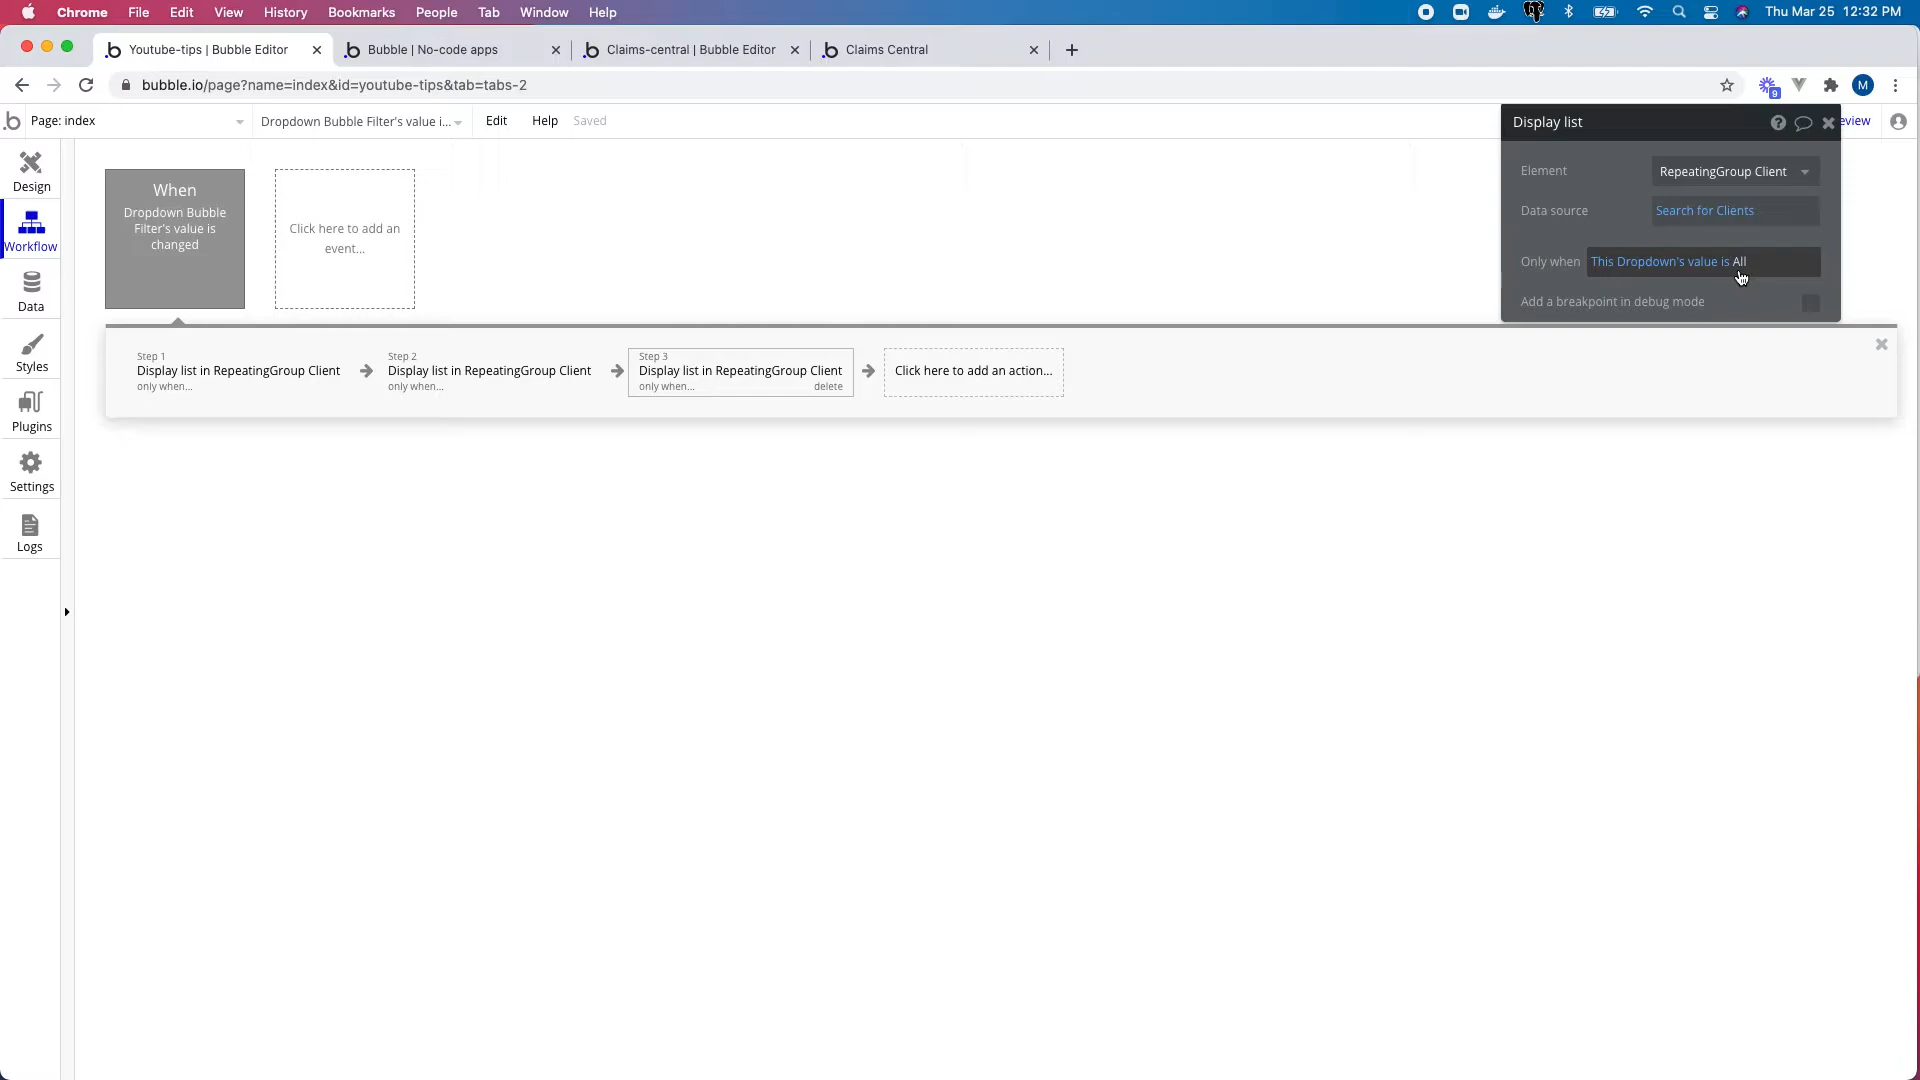 Chrome File Edit View History Bookmarks People Tab Window Help Thu Mar 25 12:32 PM
Youtube-tips | Bubble Editor Bubble | No-code apps Claims-central | Bubble Editor Claims Central
bubble.io/page?name=index&id=youtube-tips&tab=tabs-2 9 M
Page: index Dropdown Bubble Filter's value i... Edit Help Saved eview
Display list
Element RepeatingGroup Client
Data source Search for Clients
Only when This Dropdown's value is All
Add a breakpoint in debug mode
Design
Workflow
Data
Styles
Plugins
Settings
Logs
When
Dropdown Bubble
Filter's value is
changed
Click here to add an
event...
Step 1
Display list in RepeatingGroup Client
only when...
Step 2
Display list in RepeatingGroup Client
only when...
Step 3
Display list in RepeatingGroup Client
only when... delete
Click here to add an action...